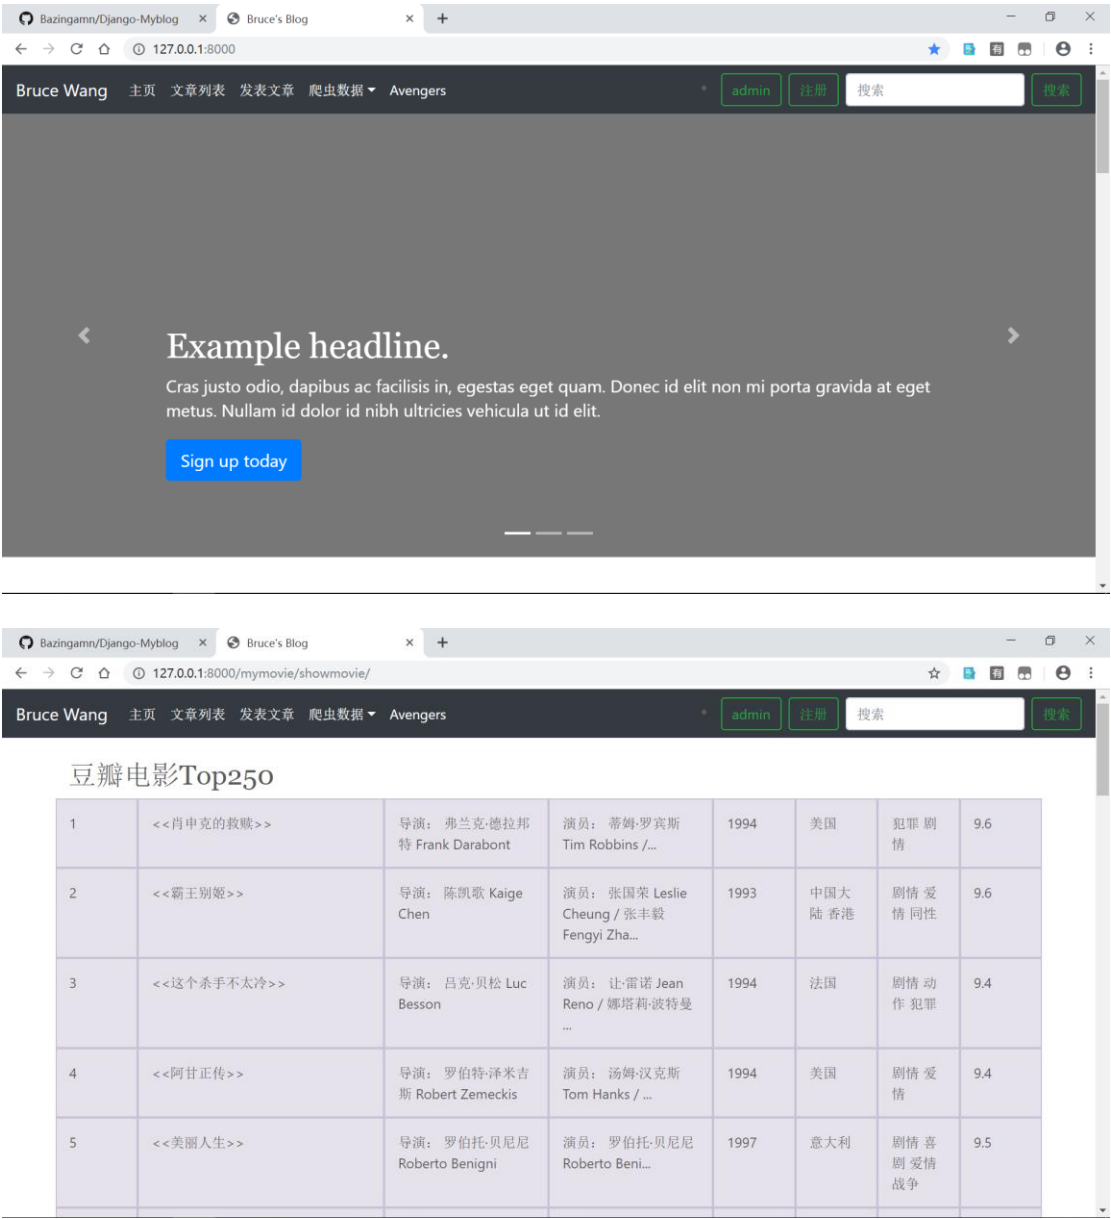 Bazingamn/Django-Myblog
Bruce's Blog
127.0.0.1:8000
有
Bruce Wang 主页 文章列表 发表文章 爬虫数据 Avengers admin 注册 搜索 搜索
Example headline.
Cras justo odio, dapibus ac facilisis in, egestas eget quam. Donec id elit non mi porta gravida at eget
metus. Nullam id dolor id nibh ultricies vehicula ut id elit.
Sign up today
Bazingamn/Django-Myblog
Bruce's Blog
127.0.0.1:8000/mymovie/showmovie/
有
Bruce Wang 主页 文章列表 发表文章 爬虫数据 Avengers admin 注册 搜索 搜索
豆瓣电影Top250
1
<<肖申克的救赎>>
导演： 弗兰克·德拉邦
特 Frank Darabont
演员： 蒂姆·罗宾斯
Tim Robbins /...
1994
美国
犯罪 剧
情
9.6
2
<<霸王别姬>>
导演： 陈凯歌 Kaige
Chen
演员： 张国荣 Leslie
Cheung / 张丰毅
Fengyi Zha...
1993
中国大
陆 香港
剧情 爱
情 同性
9.6
3
<<这个杀手不太冷>>
导演： 吕克·贝松 Luc
Besson
演员： 让·雷诺 Jean
Reno / 娜塔莉·波特曼
...
1994
法国
剧情 动
作 犯罪
9.4
4
<<阿甘正传>>
导演： 罗伯特·泽米吉
斯 Robert Zemeckis
演员： 汤姆·汉克斯
Tom Hanks / ...
1994
美国
剧情 爱
情
9.4
5
<<美丽人生>>
导演： 罗伯托·贝尼尼
Roberto Benigni
演员： 罗伯托·贝尼尼
Roberto Beni...
1997
意大利
剧情 喜
剧 爱情
战争
9.5